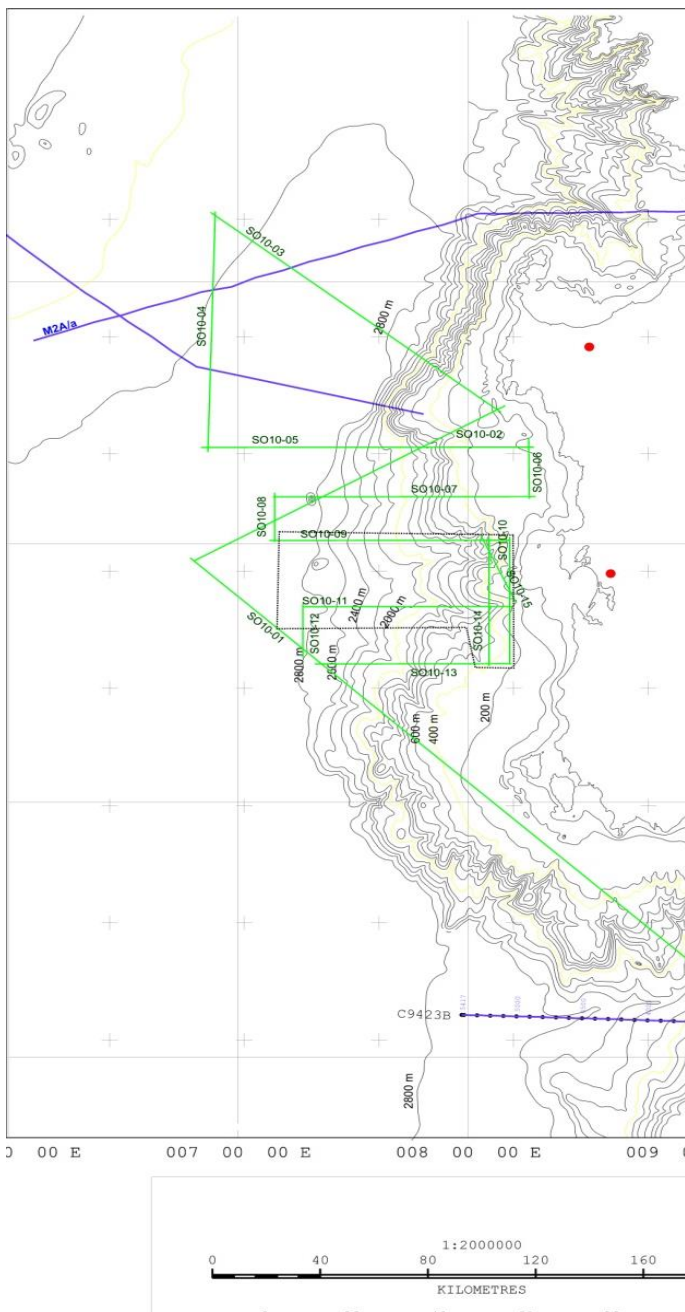 SO10-03
SO10-04
M2A/a
2800 m
SO10-02
SO10-05
SO10-06
SO10-07
SO10-08
SO10-10
SO10-09
SO10-15
2400 m
2000 m
SO10-11
SO10-12
SO10-14
SO10-01
2800 m
SO10-13
200 m
600 m
400 m
C9423B
2800 m
00 E
007 00 00 E
008 00 00 E
009
1:2000000
0 40 80 120 160
KILOMETRES